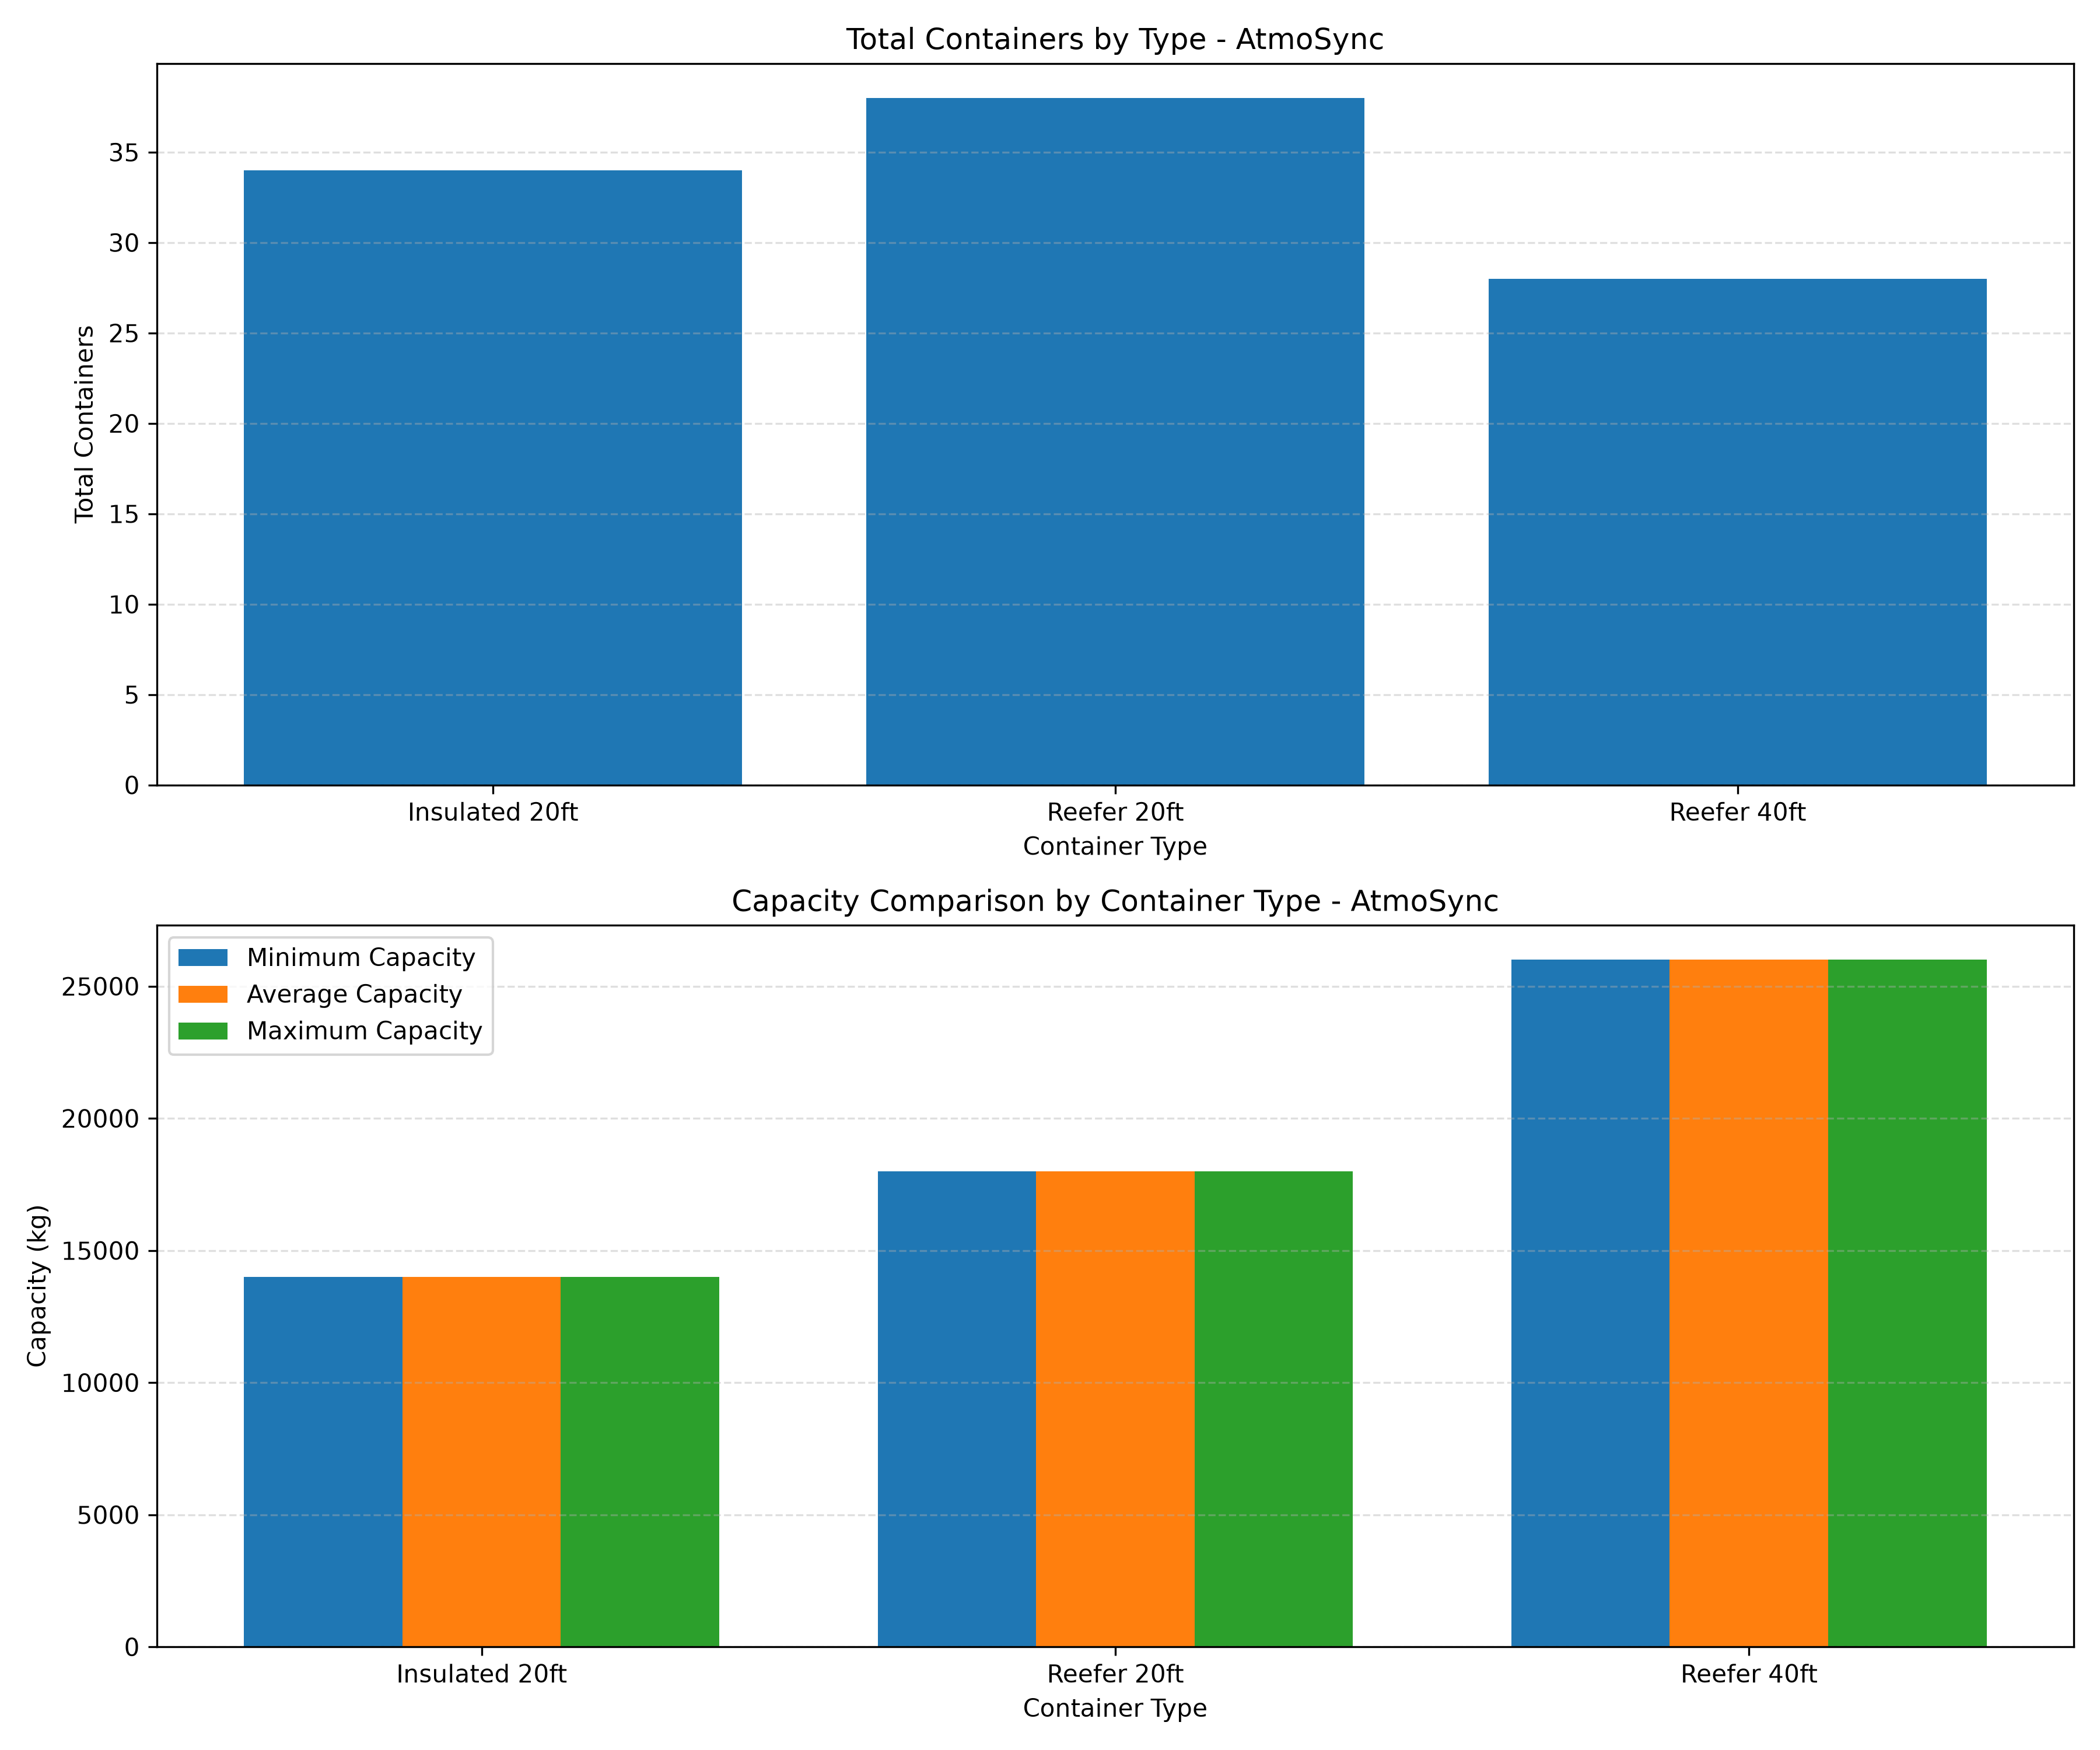 Total Containers by Type - AtmoSync
Total Containers
35
30
25
20
15
10
5
0
Insulated 20ft
Reefer 20ft
Reefer 40ft
Container Type
Capacity Comparison by Container Type - AtmoSync
Minimum Capacity
Average Capacity
Maximum Capacity
Capacity (kg)
25000
20000
15000
10000
5000
0
Insulated 20ft
Reefer 20ft
Reefer 40ft
Container Type